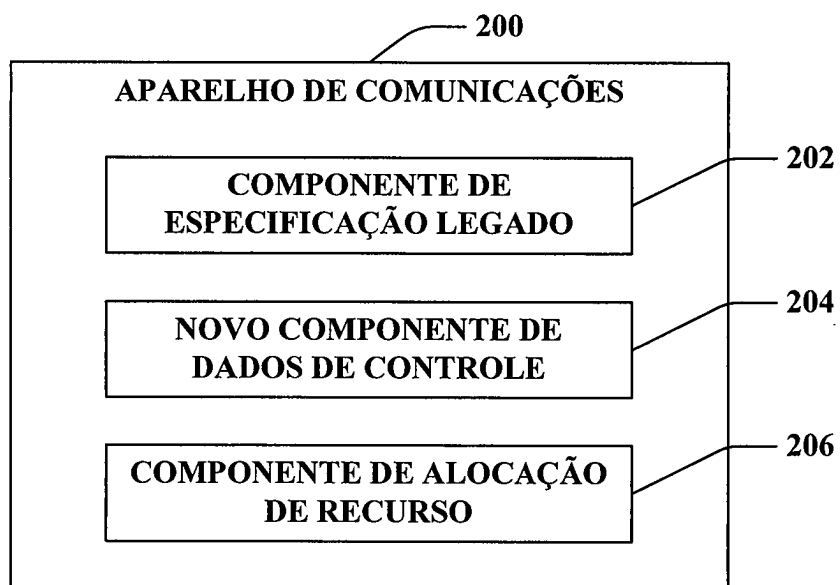 200
APARELHO DE COMUNICAÇÕES
202
COMPONENTE DE
ESPECIFICAÇÃO LEGADO
204
NOVO COMPONENTE DE
DADOS DE CONTROLE
206
COMPONENTE DE ALOCAÇÃO
DE RECURSO